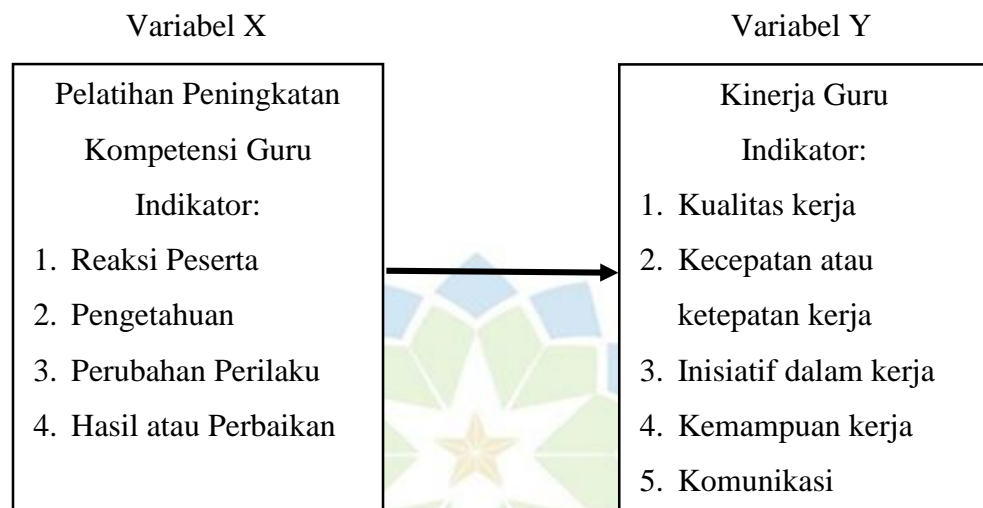 Variabel X
Pelatihan Peningkatan
Kompetensi Guru
Indikator:
1. Reaksi Peserta
2. Pengetahuan
3. Perubahan Perilaku
4. Hasil atau Perbaikan
Variabel Y
Kinerja Guru
Indikator:
1. Kualitas kerja
2. Kecepatan atau
ketepatan kerja
3. Inisiatif dalam kerja
4. Kemampuan kerja
5. Komunikasi